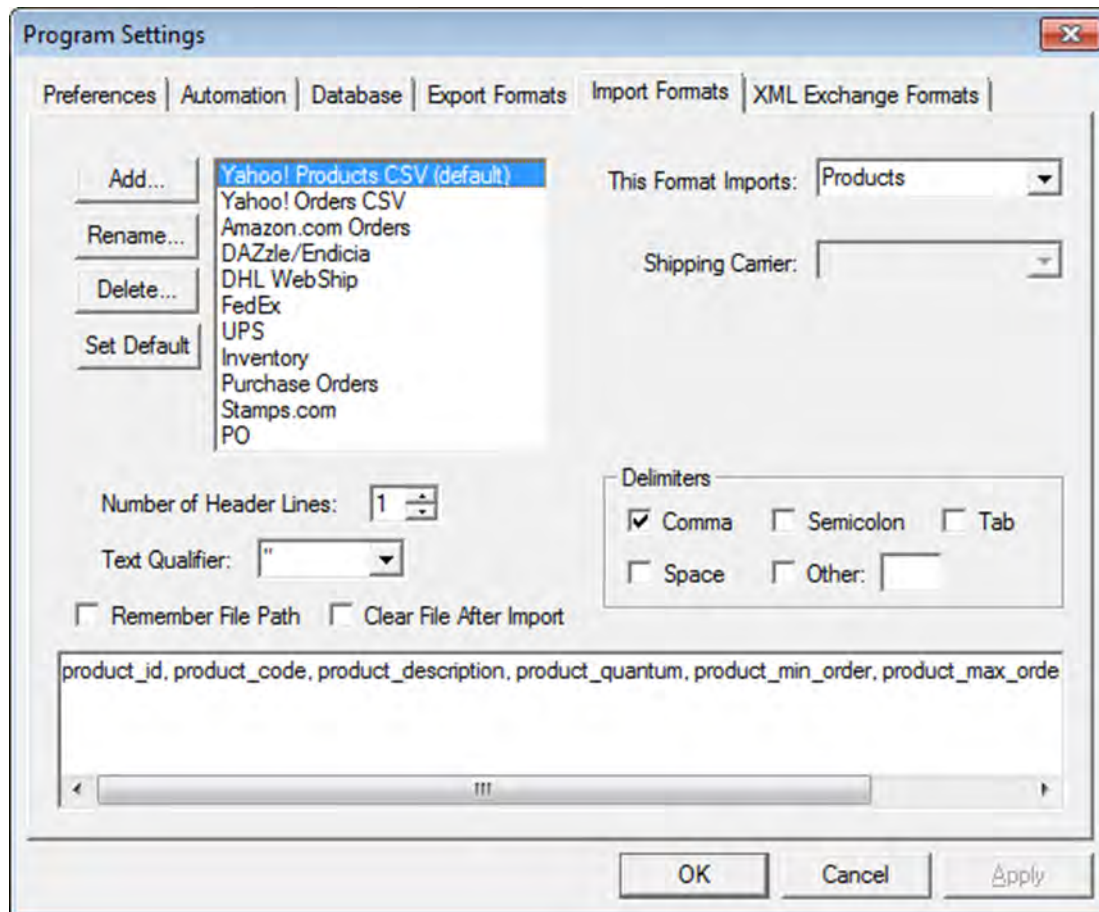 Program Settings
Preferences Automation Database Export Formats Import Formats XML Exchange Formats
Add...
Rename...
Delete...
Set Default
Yahoo! Products CSV (default)
Yahoo! Orders CSV
Amazon.com Orders
DAZzle/Endicia
DHL WebShip
FedEx
UPS
Inventory
Purchase Orders
Stamps.com
PO
This Format Imports: Products
Shipping Carrier:
Number of Header Lines: 1
Text Qualifier: "
Remember File Path Clear File After Import
Delimiters
Comma Semicolon Tab
Space Other:
product_id, product_code, product_description, product_quantum, product_min_order, product_max_orde
OK Cancel Apply